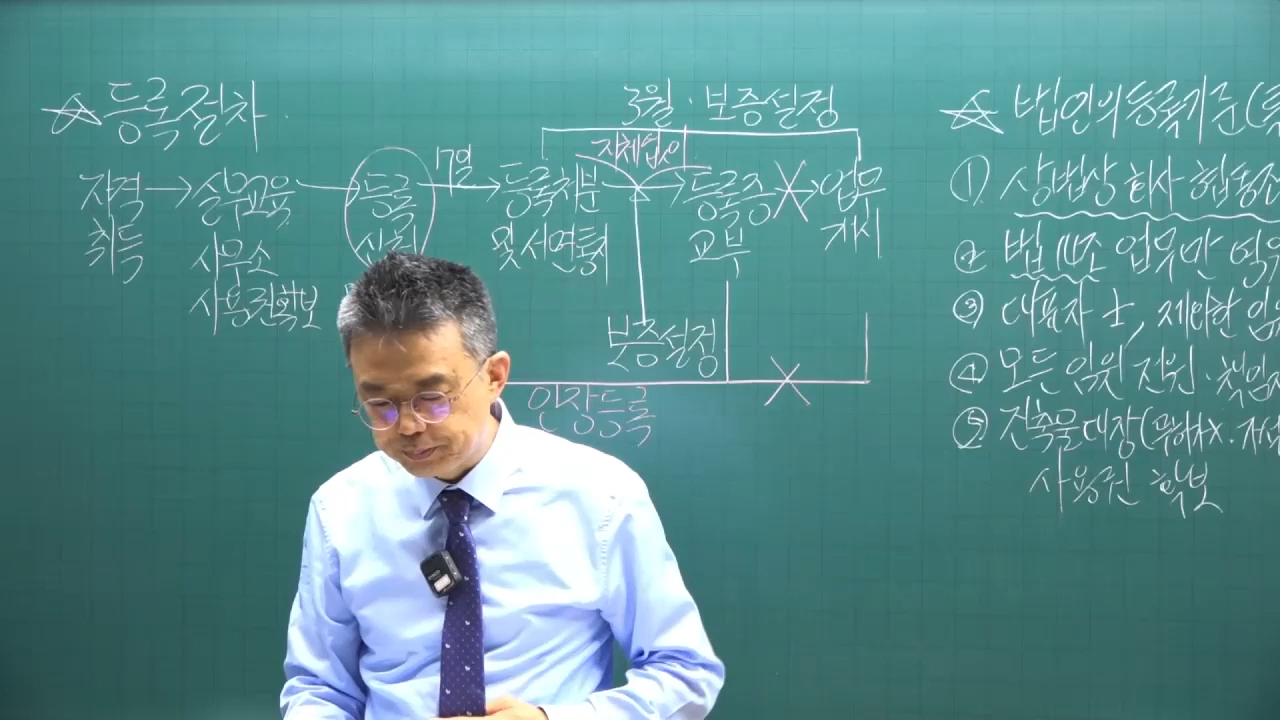 등록절차
3월 · 보증설정
지체없이
자격 → 실무교육 → 등록 7일 → 등록처분 → 등록증 업무
취득 사무소 신청 및 서면통지 교부 개시
사용권확보
보증설정
인장등록
법인의 등록기준(특
① 상법상 회사 협동조
② 법 14조 업무만 영위
③ 대표자 ±, 제외한 임
④ 모든 임원 전원 · 책임
⑤ 건축물대장(무허가X ·
사용권 확보